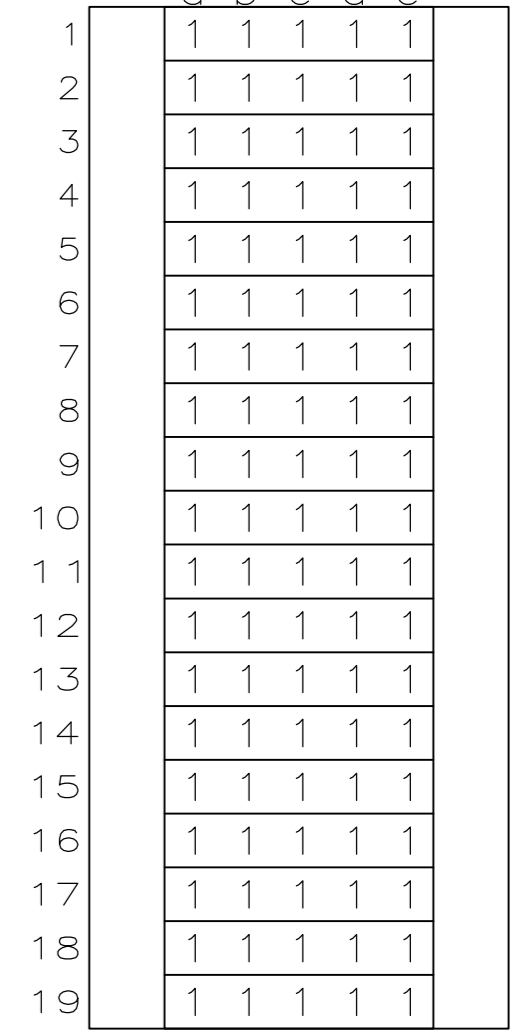 a b c d e
1 1 1 1 1 1
2 1 1 1 1 1
3 1 1 1 1 1
4 1 1 1 1 1
5 1 1 1 1 1
6 1 1 1 1 1
7 1 1 1 1 1
8 1 1 1 1 1
9 1 1 1 1 1
10 1 1 1 1 1
11 1 1 1 1 1
12 1 1 1 1 1
13 1 1 1 1 1
14 1 1 1 1 1
15 1 1 1 1 1
16 1 1 1 1 1
17 1 1 1 1 1
18 1 1 1 1 1
19 1 1 1 1 1